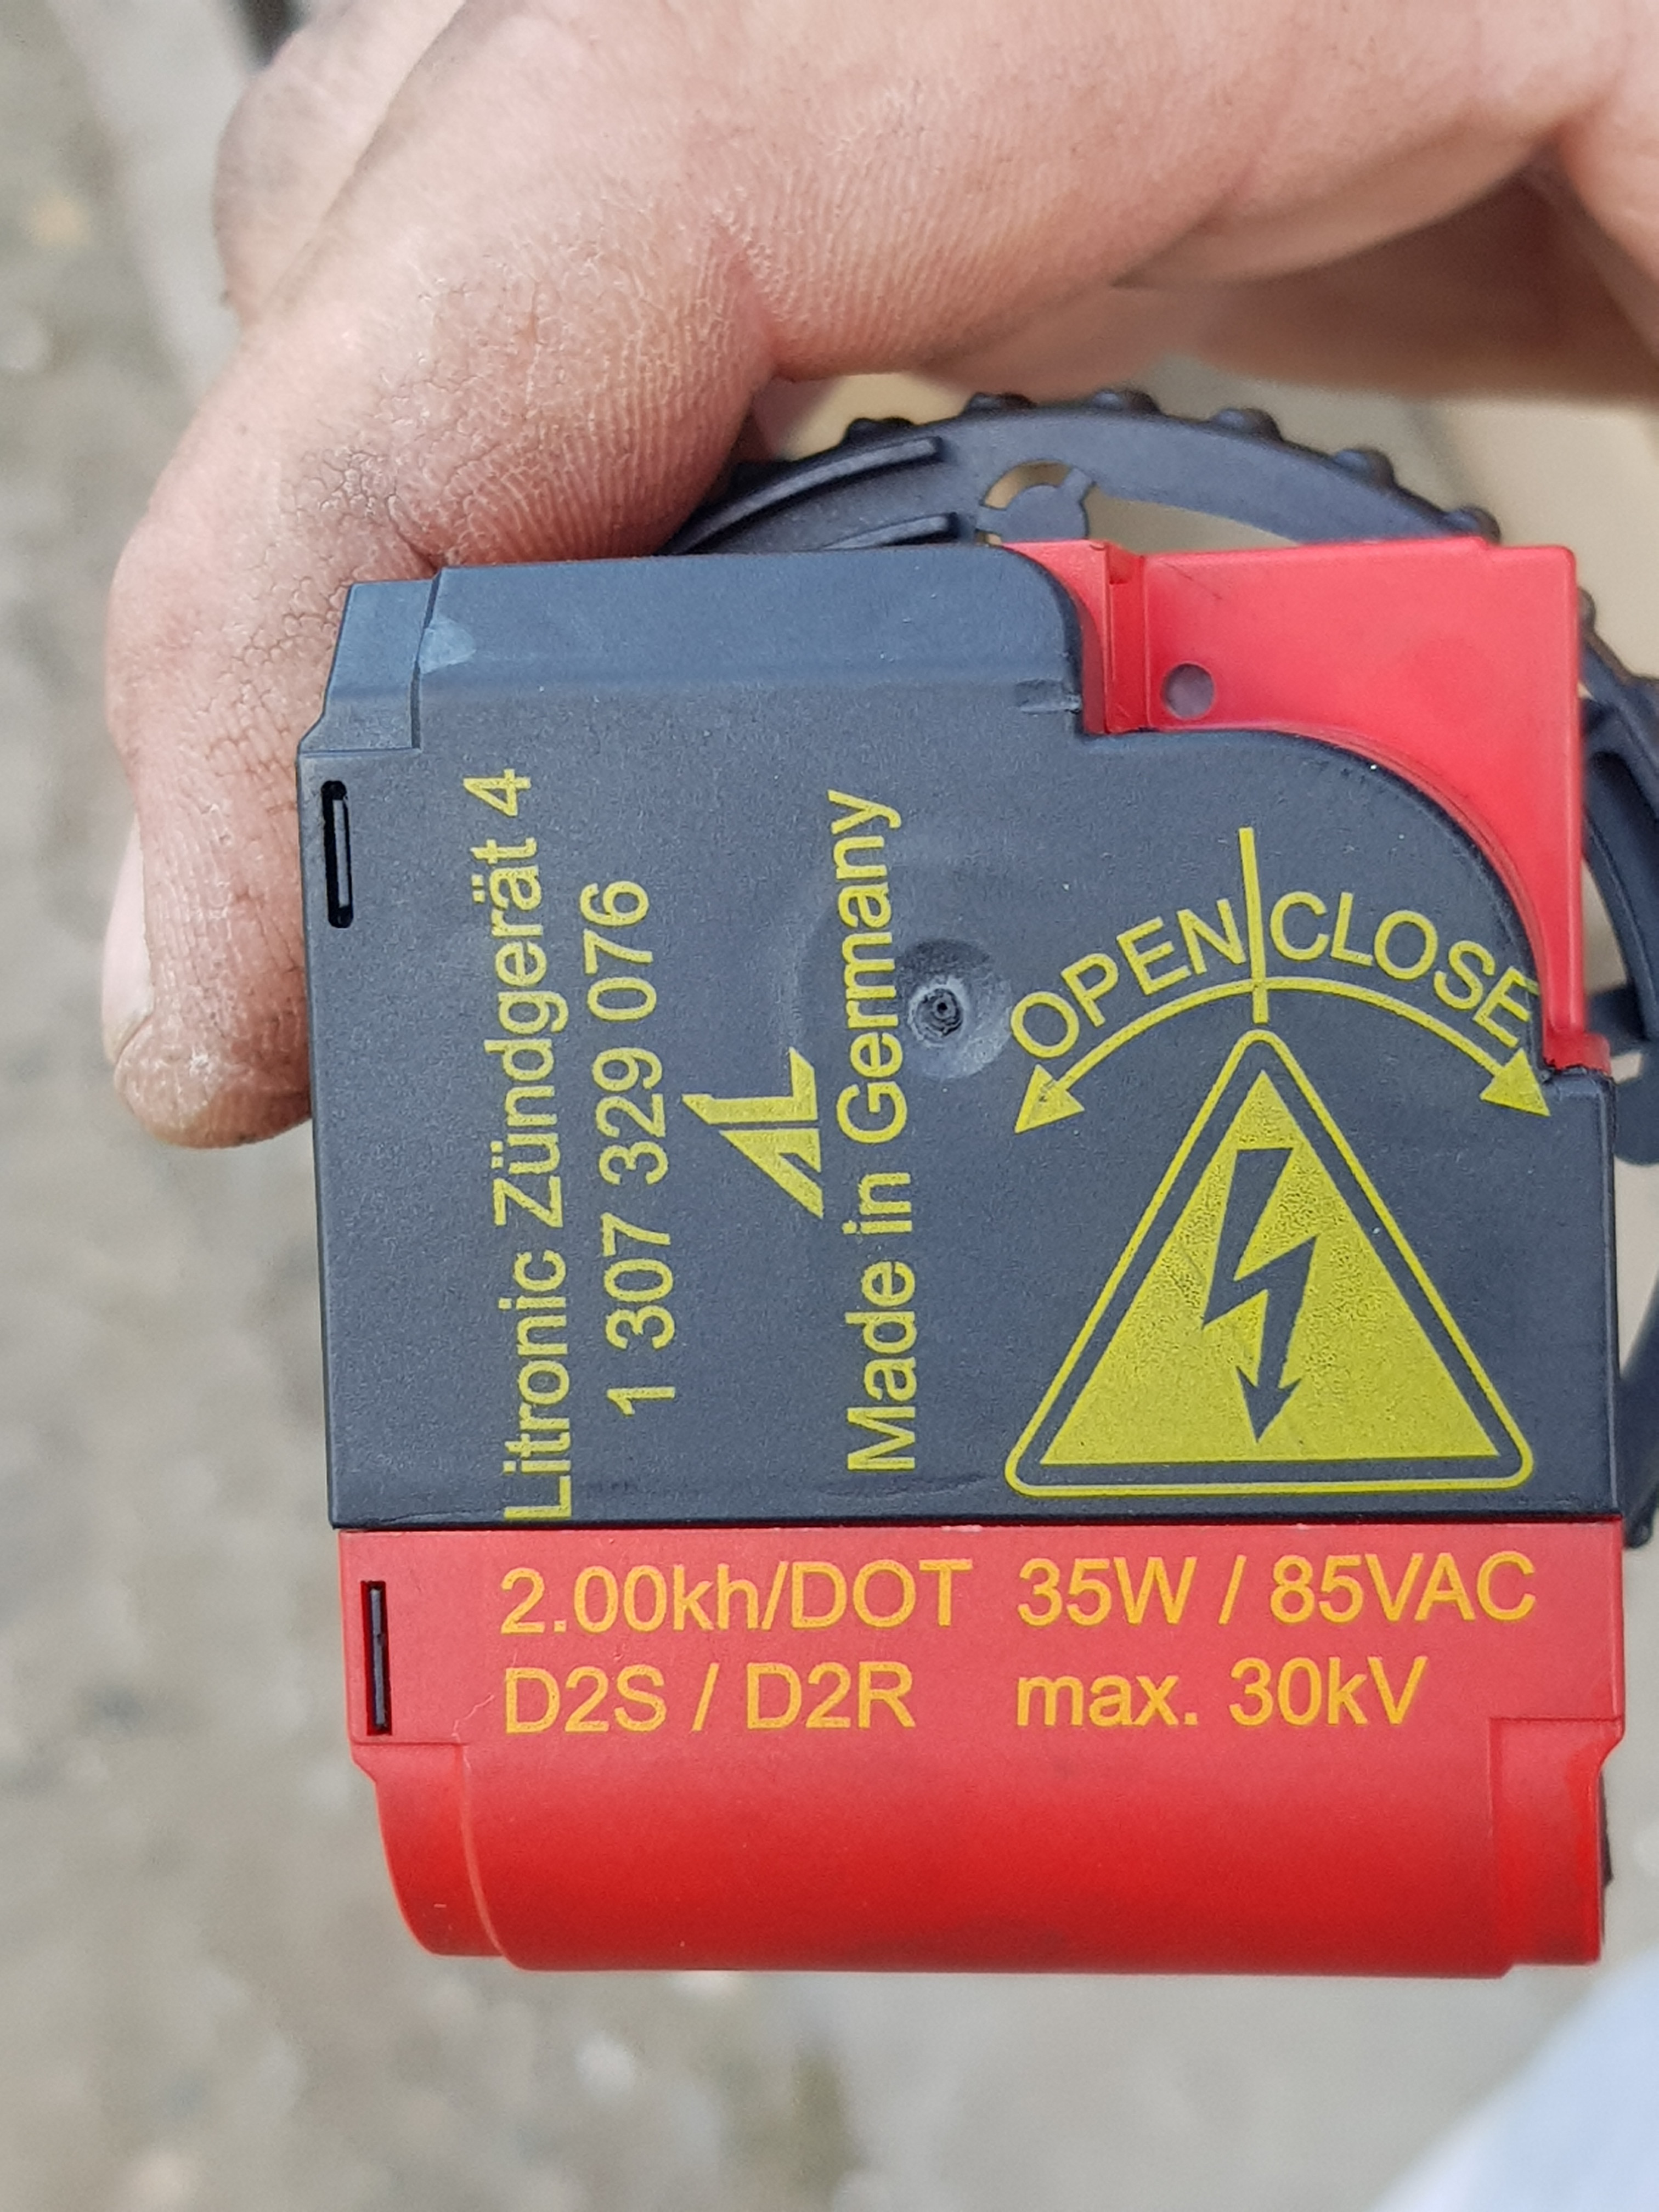 Litronic Zündgerät 4
1 307 329 076
AL
Made in Germany
OPEN CLOSE
2.00kh/DOT 35W / 85VAC
D2S / D2R max. 30kV